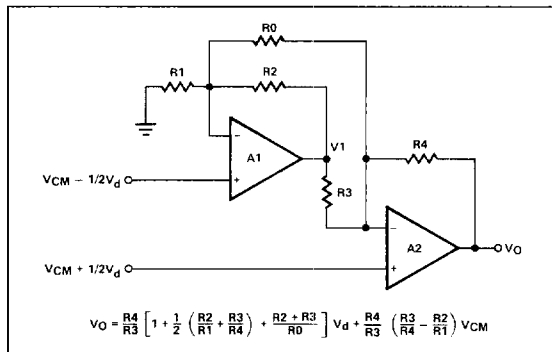 R0
R1
R2
A1
−
+
V1
R4
VCM − 1/2Vd
R3
A2
−
+
VO
VCM + 1/2Vd
VO = R4/R3 [1 + 1/2 (R2/R1 + R3/R4) + R2 + R3/R0] Vd + R4/R3 (R3/R4 − R2/R1) VCM